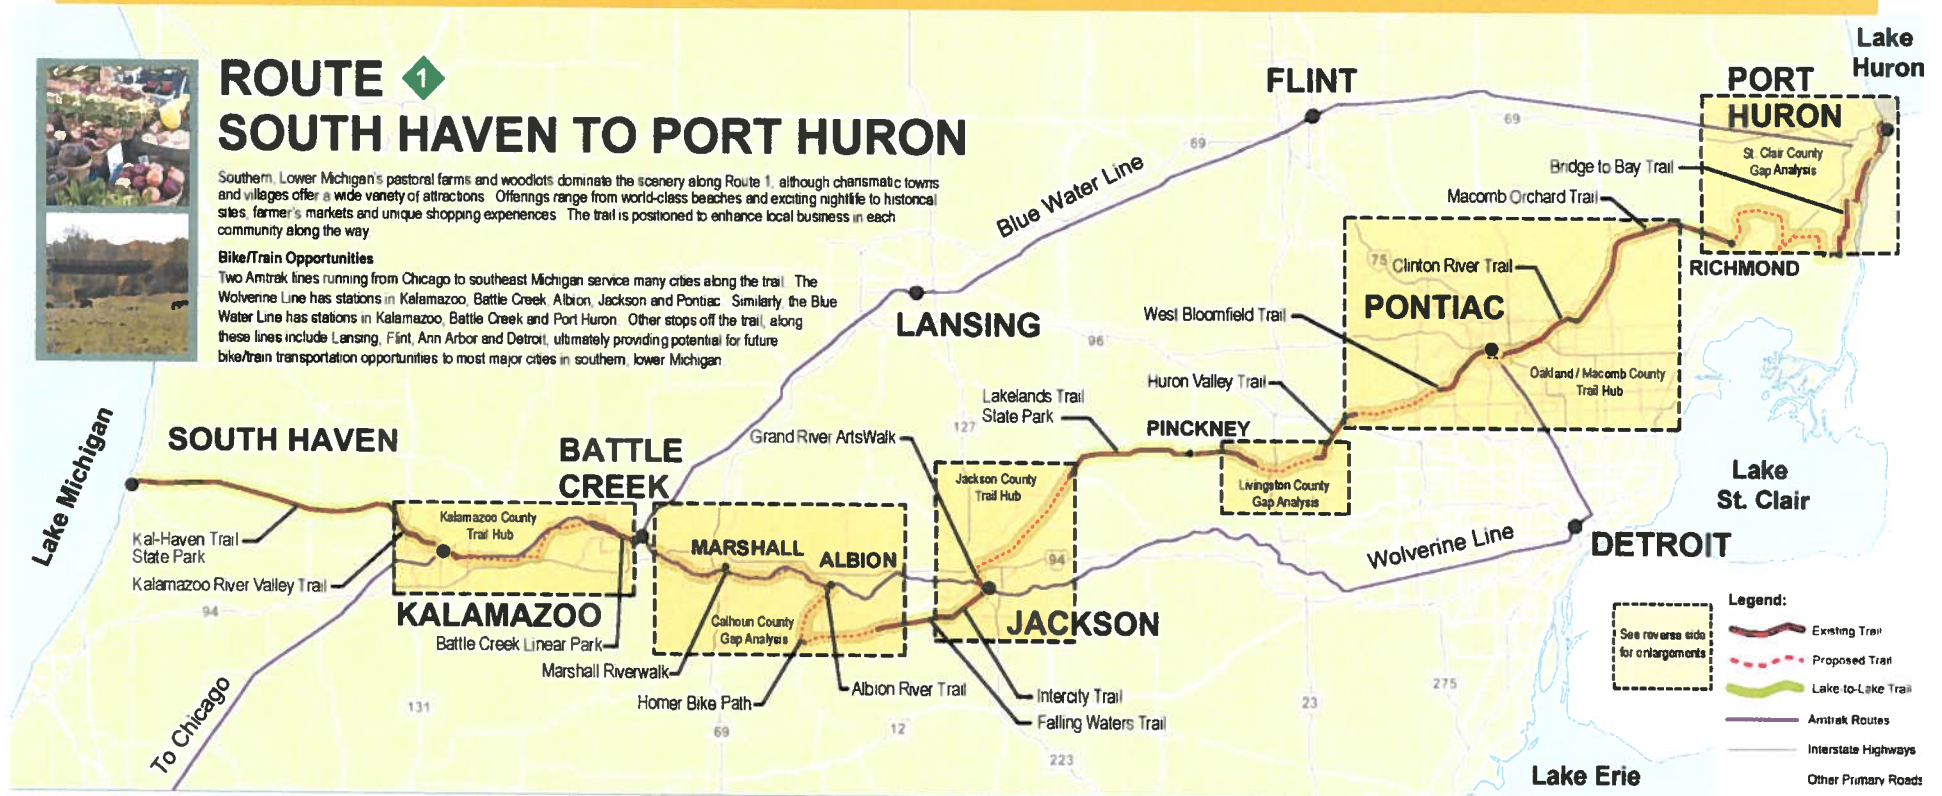 ROUTE 1
SOUTH HAVEN TO PORT HURON
Southern, Lower Michigan's pastoral farms and woodlots dominate the scenery along Route 1, although charismatic towns
and villages offer a wide variety of attractions. Offerings range from world-class beaches and exciting nightlife to historical
sites, farmer's markets and unique shopping experiences. The trail is positioned to enhance local business in each
community along the way.
Bike/Train Opportunities
Two Amtrak lines running from Chicago to southeast Michigan service many cities along the trail. The
Wolverine Line has stations in Kalamazoo, Battle Creek, Albion, Jackson and Pontiac. Similarly, the Blue
Water Line has stations in Kalamazoo, Battle Creek and Port Huron. Other stops off the trail, along
these lines include Lansing, Flint, Ann Arbor and Detroit, ultimately providing potential for future
bike/train transportation opportunities to most major cities in southern, lower Michigan.
Lake
Huron
PORT
HURON
St. Clair County
Gap Analysis
FLINT
69
69
Bridge to Bay Trail
Macomb Orchard Trail
Blue Water Line
RICHMOND
75
Clinton River Trail
PONTIAC
West Bloomfield Trail
Oakland / Macomb County
Trail Hub
LANSING
96
Huron Valley Trail
Lakelands Trail
State Park
127
PINCKNEY
Grand River ArtsWalk
Livingston County
Gap Analysis
Jackson County
Trail Hub
Lake
St. Clair
Lake Michigan
SOUTH HAVEN
BATTLE
CREEK
Kalamazoo County
Trail Hub
Kal-Haven Trail
State Park
Kalamazoo River Valley Trail
94
KALAMAZOO
Battle Creek Linear Park
MARSHALL
ALBION
Calhoun County
Gap Analysis
94
JACKSON
Wolverine Line
DETROIT
Marshall Riverwalk
Homer Bike Path
Albion River Trail
Intercity Trail
Falling Waters Trail
To Chicago
131
69
12
223
23
275
Lake Erie
See reverse side
for enlargements
Legend:
Existing Trail
Proposed Trail
Lake-to-Lake Trail
Amtrak Routes
Interstate Highways
Other Primary Roads